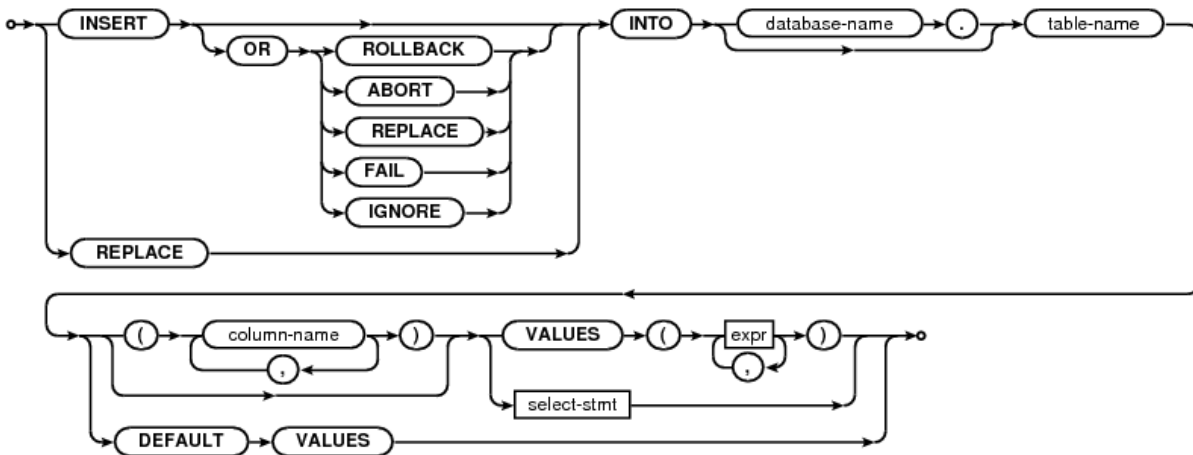 INSERT INTO database-name . table-name
OR ROLLBACK
ABORT
REPLACE
FAIL
IGNORE
REPLACE
( column-name ) VALUES ( expr )
, ,
select-stmt
DEFAULT VALUES